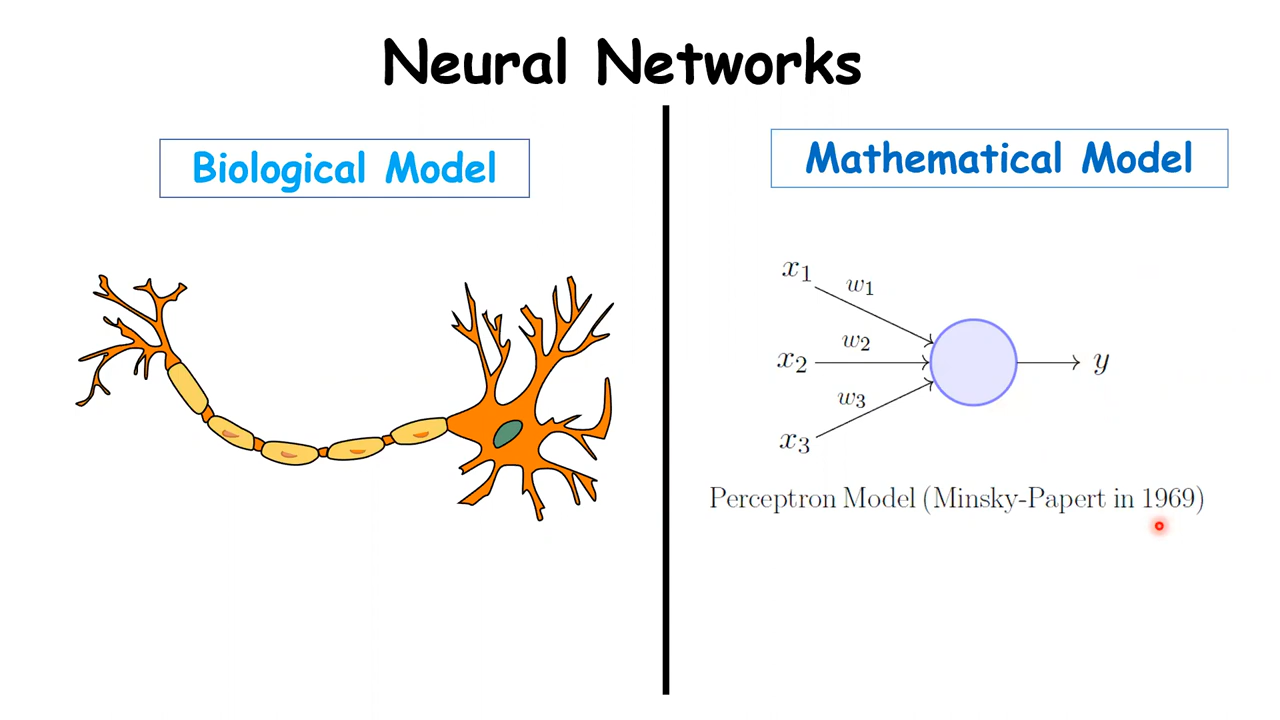 Neural Networks
Biological Model
Mathematical Model
x₁
w₁
x₂
w₂
y
w₃
x₃
Perceptron Model (Minsky-Papert in 1969)